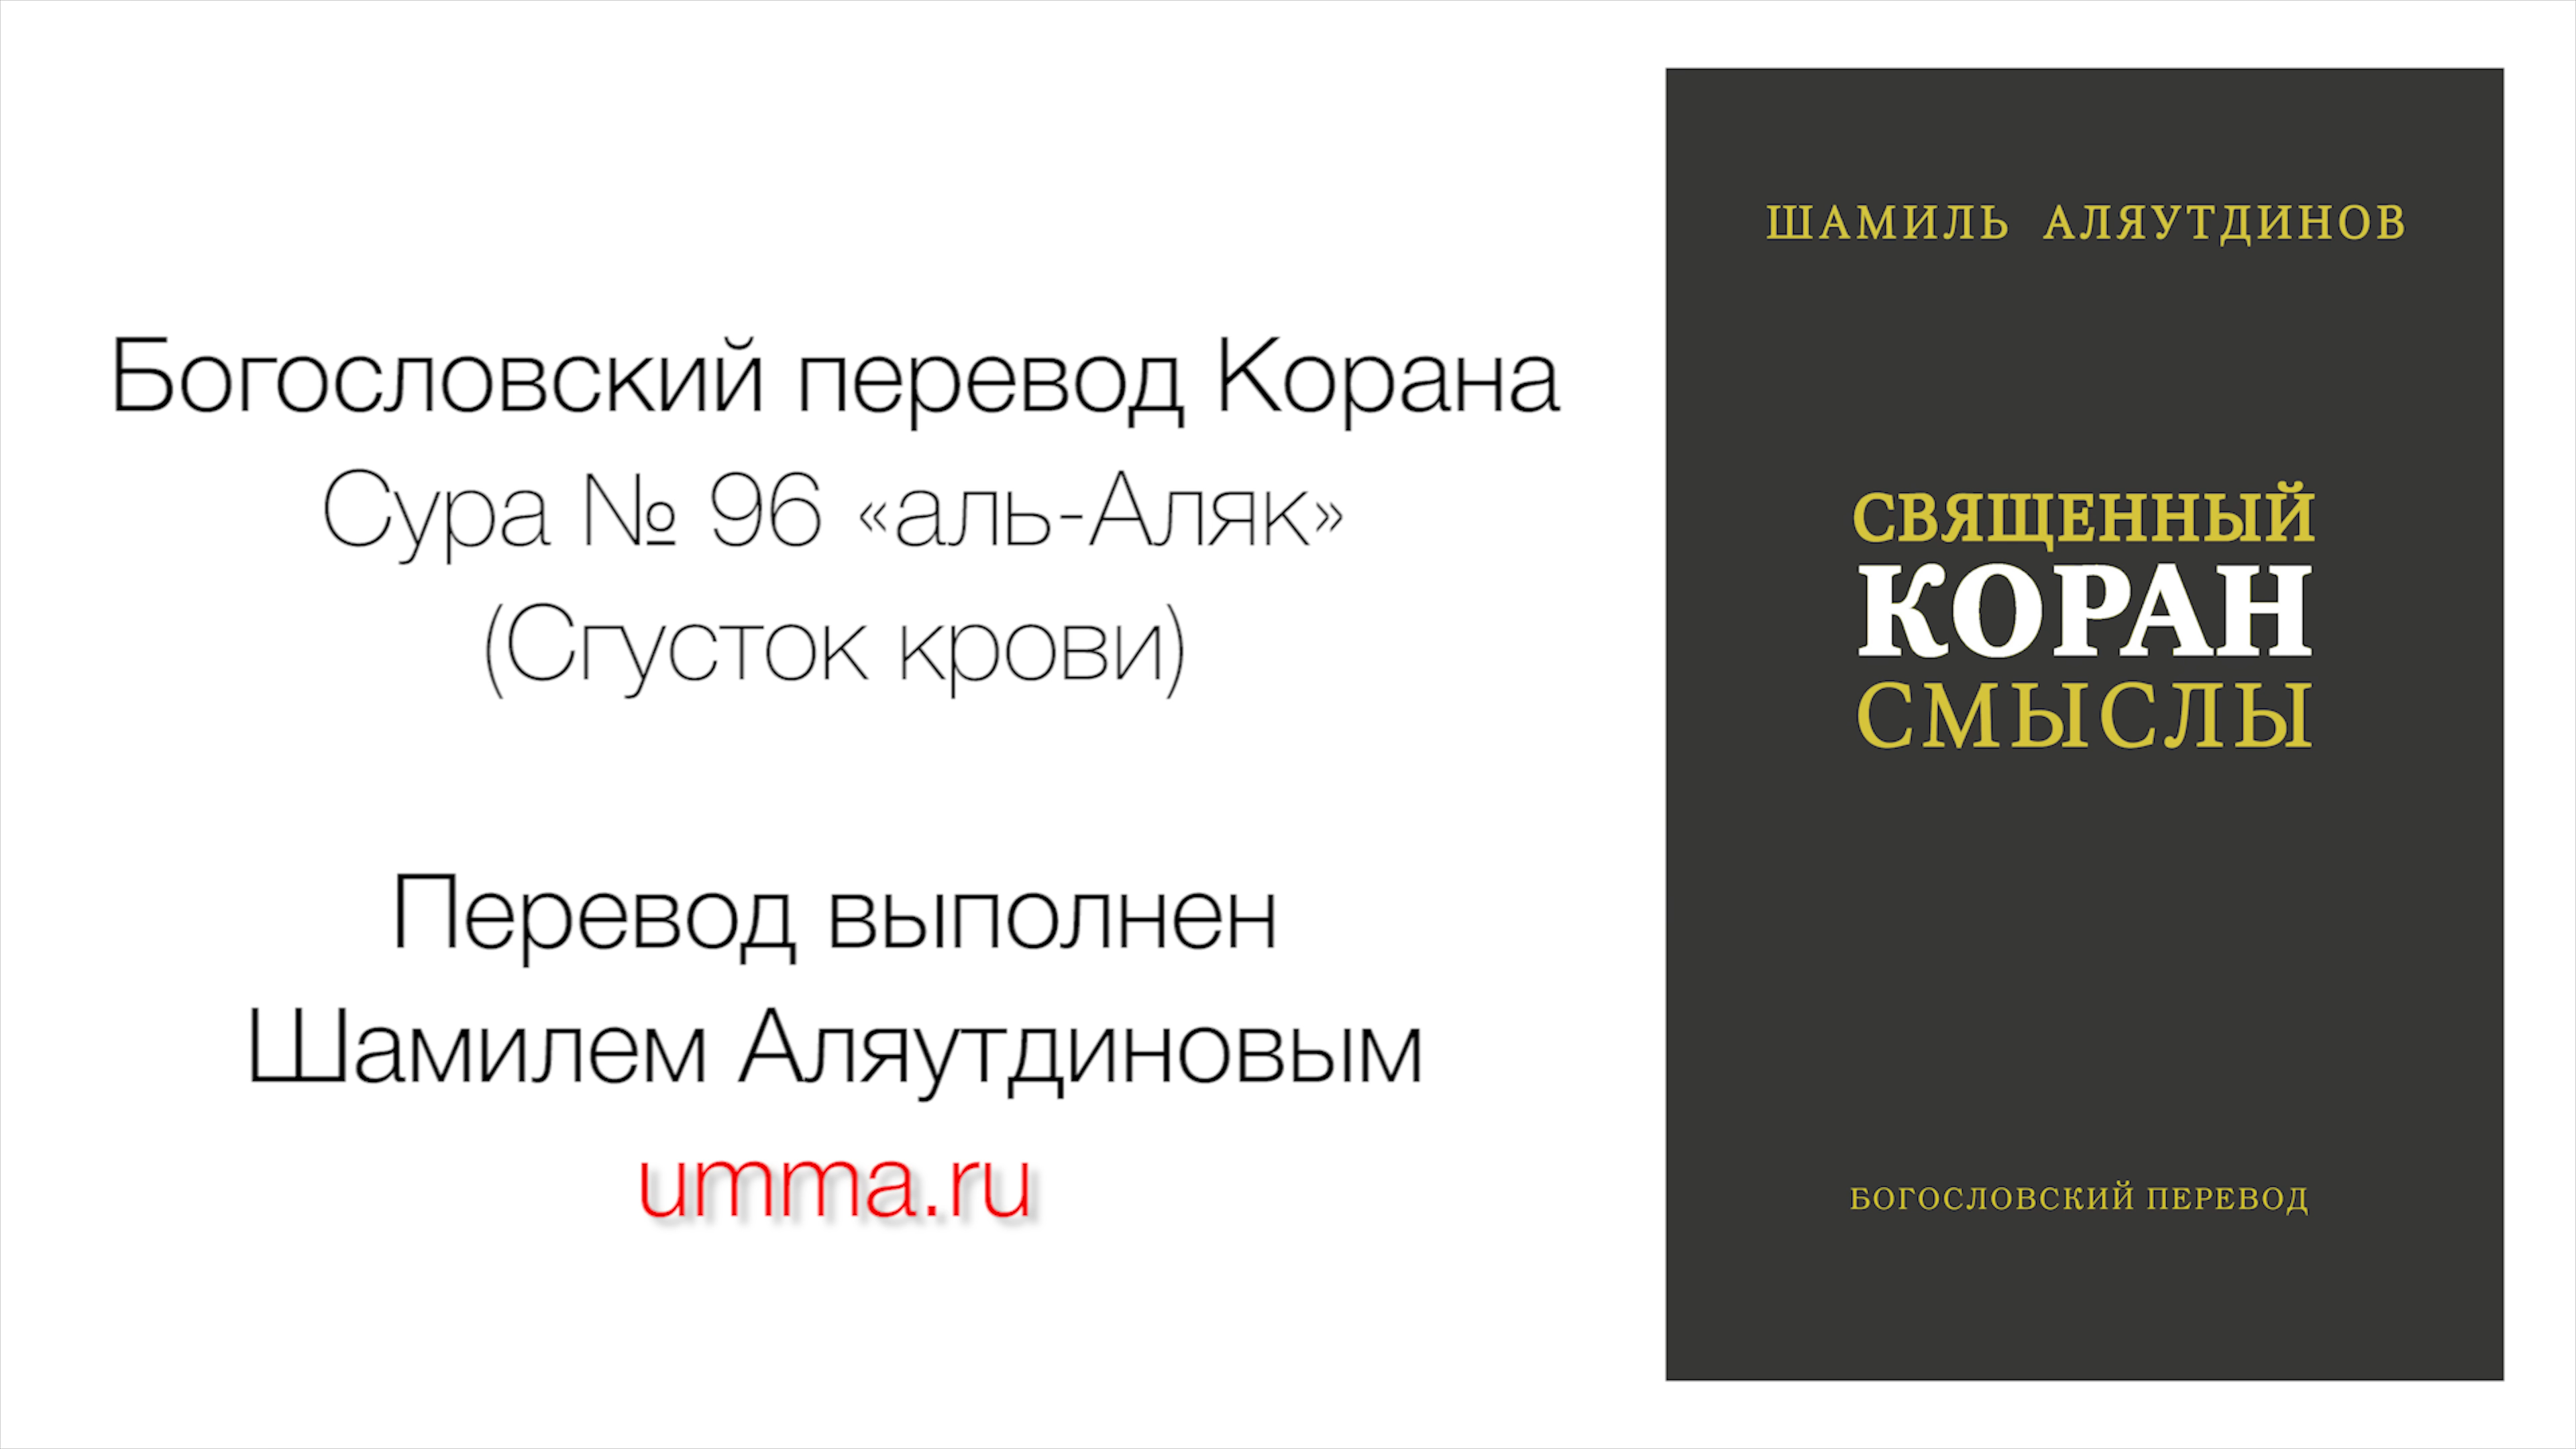 Богословский перевод Корана
Сура № 96 «аль-Аляк»
(Сгусток крови)
Перевод выполнен
Шамилем Аляутдиновым
umma.ru
ШАМИЛЬ АЛЯУТДИНОВ
СВЯЩЕННЫЙ
КОРАН
СМЫСЛЫ
БОГОСЛОВСКИЙ ПЕРЕВОД